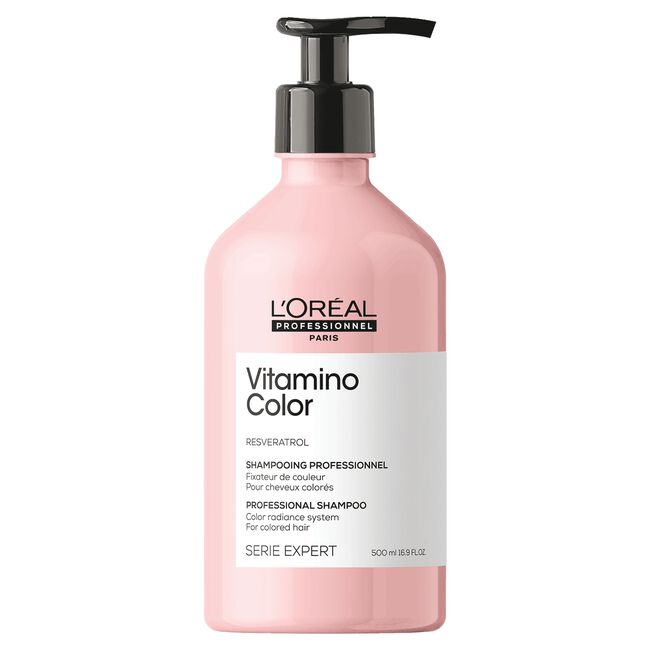 L'ORÉAL
PROFESSIONNEL
PARIS
Vitamino
Color
RESVERATROL
SHAMPOOING PROFESSIONNEL
Fixateur de couleur
Pour cheveux colorés
PROFESSIONAL SHAMPOO
Color radiance system
For colored hair
SERIE EXPERT 500 ml 16.9 FL.OZ.